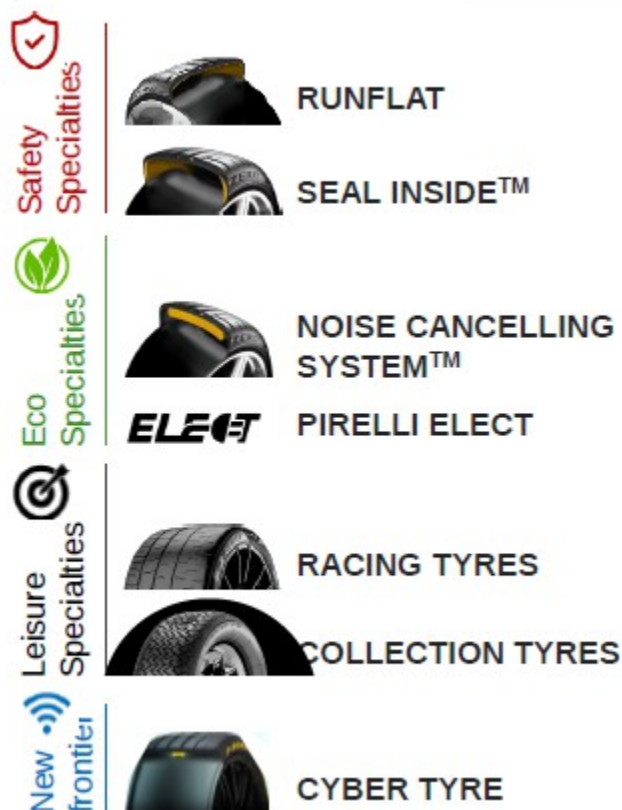 Safety
Specialties
RUNFLAT
SEAL INSIDE™
Eco
Specialties
NOISE CANCELLING
SYSTEM™
ELECT
PIRELLI ELECT
Leisure
Specialties
RACING TYRES
COLLECTION TYRES
New
frontier
CYBER TYRE